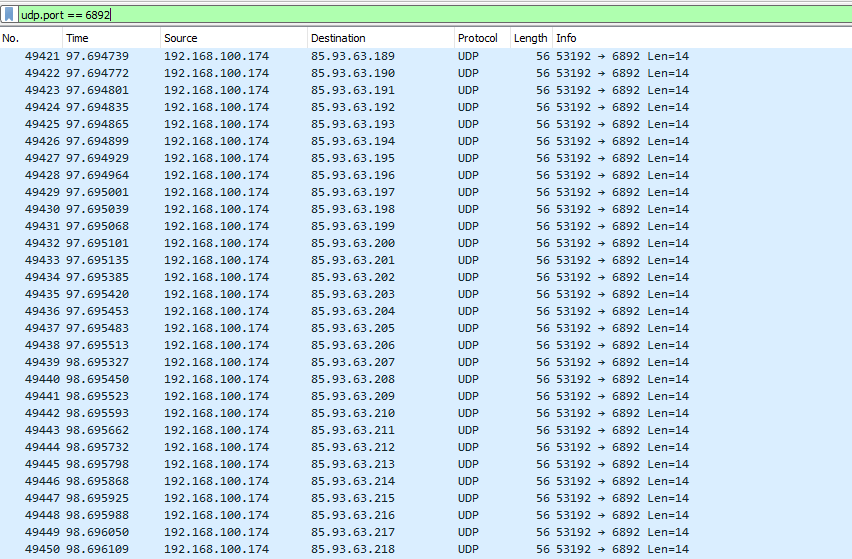 udp.port == 6892
No. Time Source Destination Protocol Length Info
49421 97.694739 192.168.100.174 85.93.63.189 UDP 56 53192 → 6892 Len=14
49422 97.694772 192.168.100.174 85.93.63.190 UDP 56 53192 → 6892 Len=14
49423 97.694801 192.168.100.174 85.93.63.191 UDP 56 53192 → 6892 Len=14
49424 97.694835 192.168.100.174 85.93.63.192 UDP 56 53192 → 6892 Len=14
49425 97.694865 192.168.100.174 85.93.63.193 UDP 56 53192 → 6892 Len=14
49426 97.694899 192.168.100.174 85.93.63.194 UDP 56 53192 → 6892 Len=14
49427 97.694929 192.168.100.174 85.93.63.195 UDP 56 53192 → 6892 Len=14
49428 97.694964 192.168.100.174 85.93.63.196 UDP 56 53192 → 6892 Len=14
49429 97.695001 192.168.100.174 85.93.63.197 UDP 56 53192 → 6892 Len=14
49430 97.695039 192.168.100.174 85.93.63.198 UDP 56 53192 → 6892 Len=14
49431 97.695068 192.168.100.174 85.93.63.199 UDP 56 53192 → 6892 Len=14
49432 97.695101 192.168.100.174 85.93.63.200 UDP 56 53192 → 6892 Len=14
49433 97.695135 192.168.100.174 85.93.63.201 UDP 56 53192 → 6892 Len=14
49434 97.695385 192.168.100.174 85.93.63.202 UDP 56 53192 → 6892 Len=14
49435 97.695420 192.168.100.174 85.93.63.203 UDP 56 53192 → 6892 Len=14
49436 97.695453 192.168.100.174 85.93.63.204 UDP 56 53192 → 6892 Len=14
49437 97.695483 192.168.100.174 85.93.63.205 UDP 56 53192 → 6892 Len=14
49438 97.695513 192.168.100.174 85.93.63.206 UDP 56 53192 → 6892 Len=14
49439 98.695327 192.168.100.174 85.93.63.207 UDP 56 53192 → 6892 Len=14
49440 98.695450 192.168.100.174 85.93.63.208 UDP 56 53192 → 6892 Len=14
49441 98.695523 192.168.100.174 85.93.63.209 UDP 56 53192 → 6892 Len=14
49442 98.695593 192.168.100.174 85.93.63.210 UDP 56 53192 → 6892 Len=14
49443 98.695662 192.168.100.174 85.93.63.211 UDP 56 53192 → 6892 Len=14
49444 98.695732 192.168.100.174 85.93.63.212 UDP 56 53192 → 6892 Len=14
49445 98.695798 192.168.100.174 85.93.63.213 UDP 56 53192 → 6892 Len=14
49446 98.695868 192.168.100.174 85.93.63.214 UDP 56 53192 → 6892 Len=14
49447 98.695925 192.168.100.174 85.93.63.215 UDP 56 53192 → 6892 Len=14
49448 98.695988 192.168.100.174 85.93.63.216 UDP 56 53192 → 6892 Len=14
49449 98.696050 192.168.100.174 85.93.63.217 UDP 56 53192 → 6892 Len=14
49450 98.696109 192.168.100.174 85.93.63.218 UDP 56 53192 → 6892 Len=14